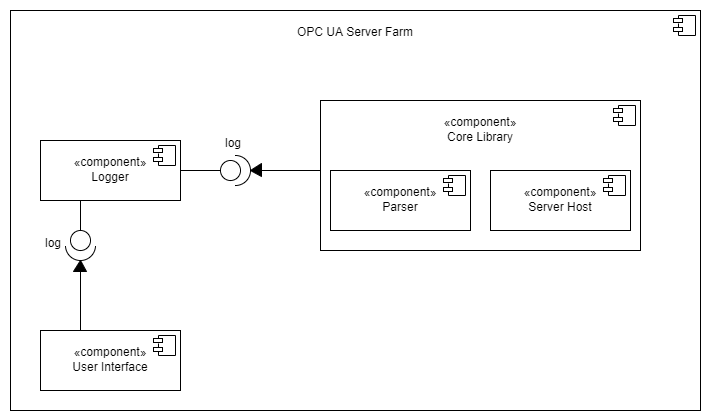 OPC UA Server Farm
«component»
Core Library
log
«component»
Logger
«component»
Parser
«component»
Server Host
log
«component»
User Interface